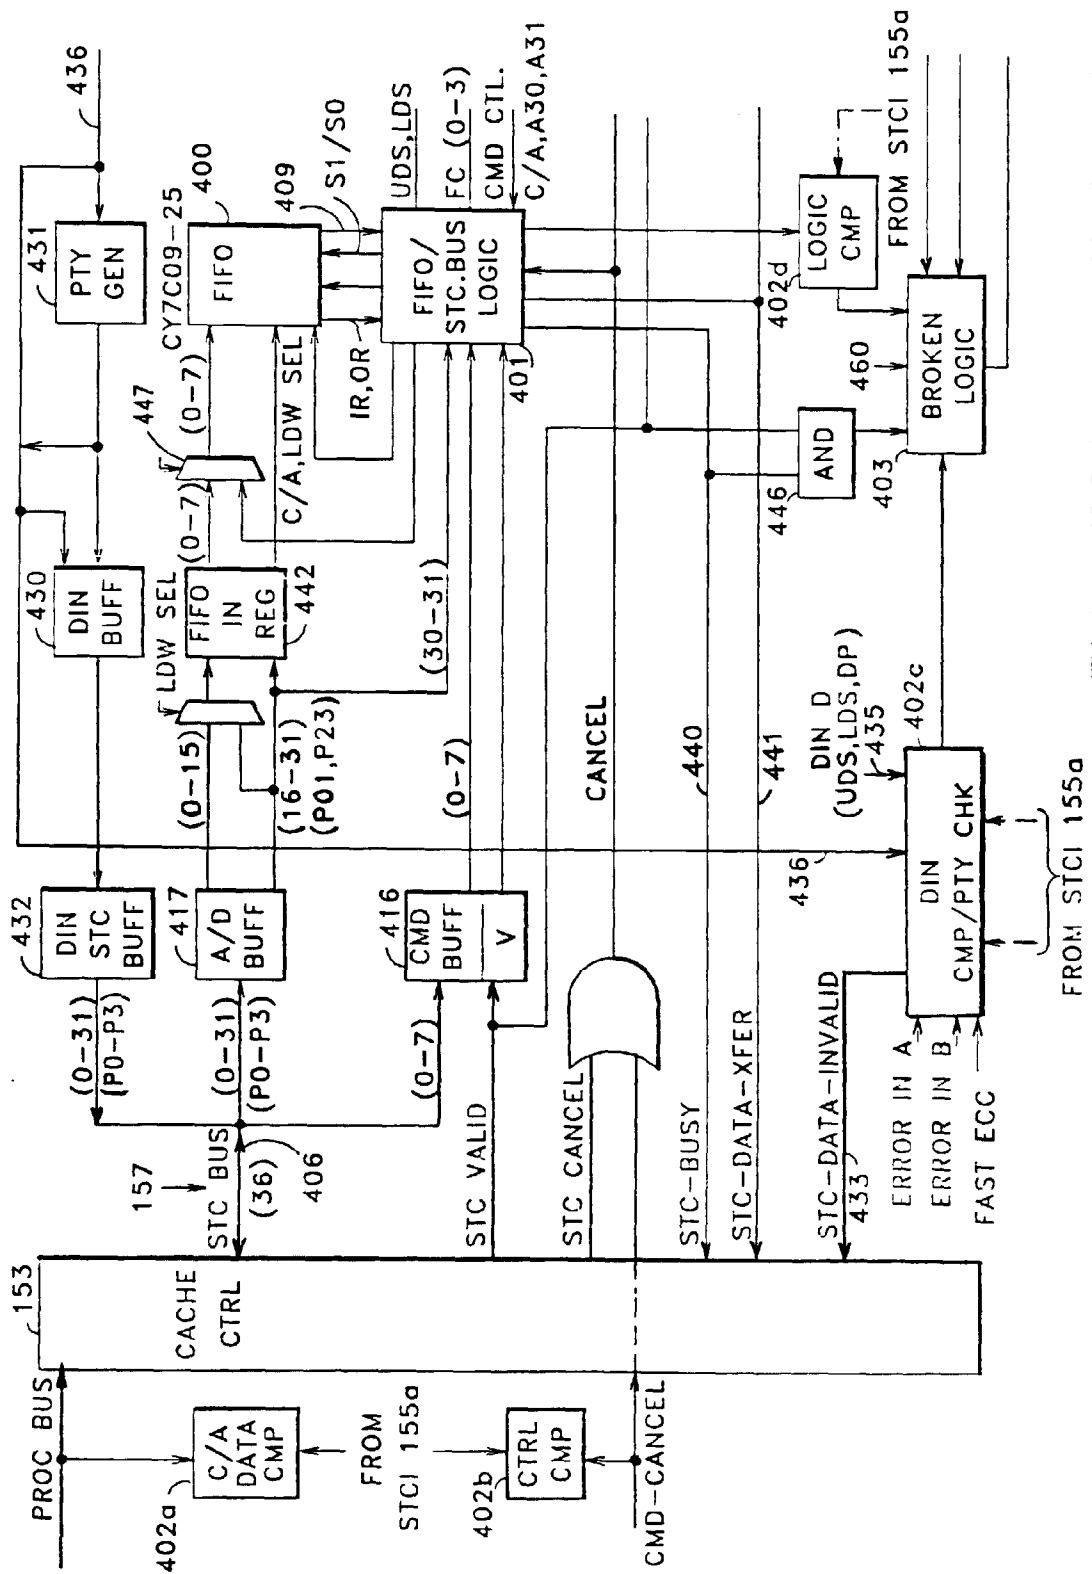 153
PROC BUS
CACHE
CTRL
C/A
DATA
CMP
402a
FROM
STCI 155a
CTRL
CMP
402b
CMD-CANCEL
157
STC BUS
(36)
406
STC VALID
STC CANCEL
STC-BUSY
STC-DATA-XFER
STC-DATA-INVALID
433
ERROR IN A
ERROR IN B
FAST ECC
(0-31)
(P0-P3)
(0-31)
(P0-P3)
(0-7)
432
DIN
STC
BUFF
417
A/D
BUFF
416
CMD
BUFF
V
436
DIN
CMP/PTY CHK
402c
FROM STCI 155a
DIN D
(UDS,LDS,DP)
435
(0-15)
(16-31)
(P01,P23)
LDW SEL
(30-31)
(0-7)
CANCEL
440
441
430
DIN
BUFF
FIFO
IN
REG
442
(0-7)
447
(0-7)
C/A,LDW SEL
431
PTY
GEN
436
CY7C09-25
FIFO
400
409
S1/S0
IR,OR
FIFO/
STC.BUS
LOGIC
401
UDS,LDS
FC (0-3)
CMD CTL.
C/A,A30,A31
446
AND
402d
LOGIC
CMP
FROM STCI 155a
460
403
BROKEN
LOGIC